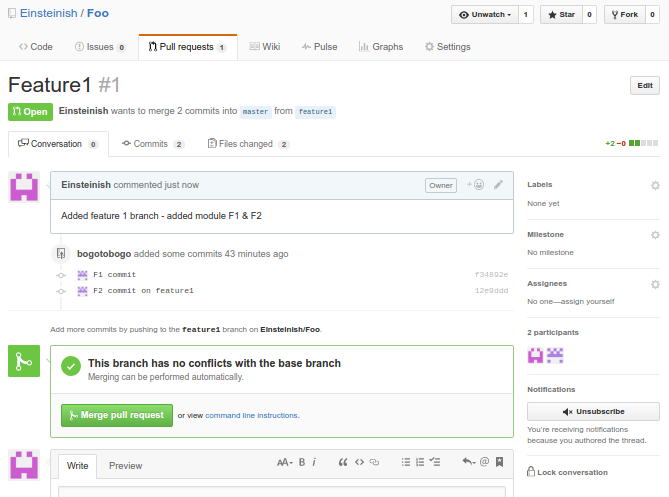 Einsteinish / Foo
Unwatch 1 Star 0 Fork 0
Code Issues 0 Pull requests 1 Wiki Pulse Graphs Settings
Feature1 #1
Edit
Open Einsteinish wants to merge 2 commits into master from feature1
Conversation 0 Commits 2 Files changed 2
+2 −0
Einsteinish commented just now
Owner
Added feature 1 branch - added module F1 & F2
bogotobogo added some commits 43 minutes ago
F1 commit f34892e
F2 commit on feature1 12e9ddd
Add more commits by pushing to the feature1 branch on Einsteinish/Foo.
This branch has no conflicts with the base branch
Merging can be performed automatically.
Merge pull request or view command line instructions.
Write Preview
AA B i “ <> @
Labels
None yet
Milestone
No milestone
Assignees
No one—assign yourself
2 participants
Notifications
Unsubscribe
You’re receiving notifications
because you authored the thread.
Lock conversation